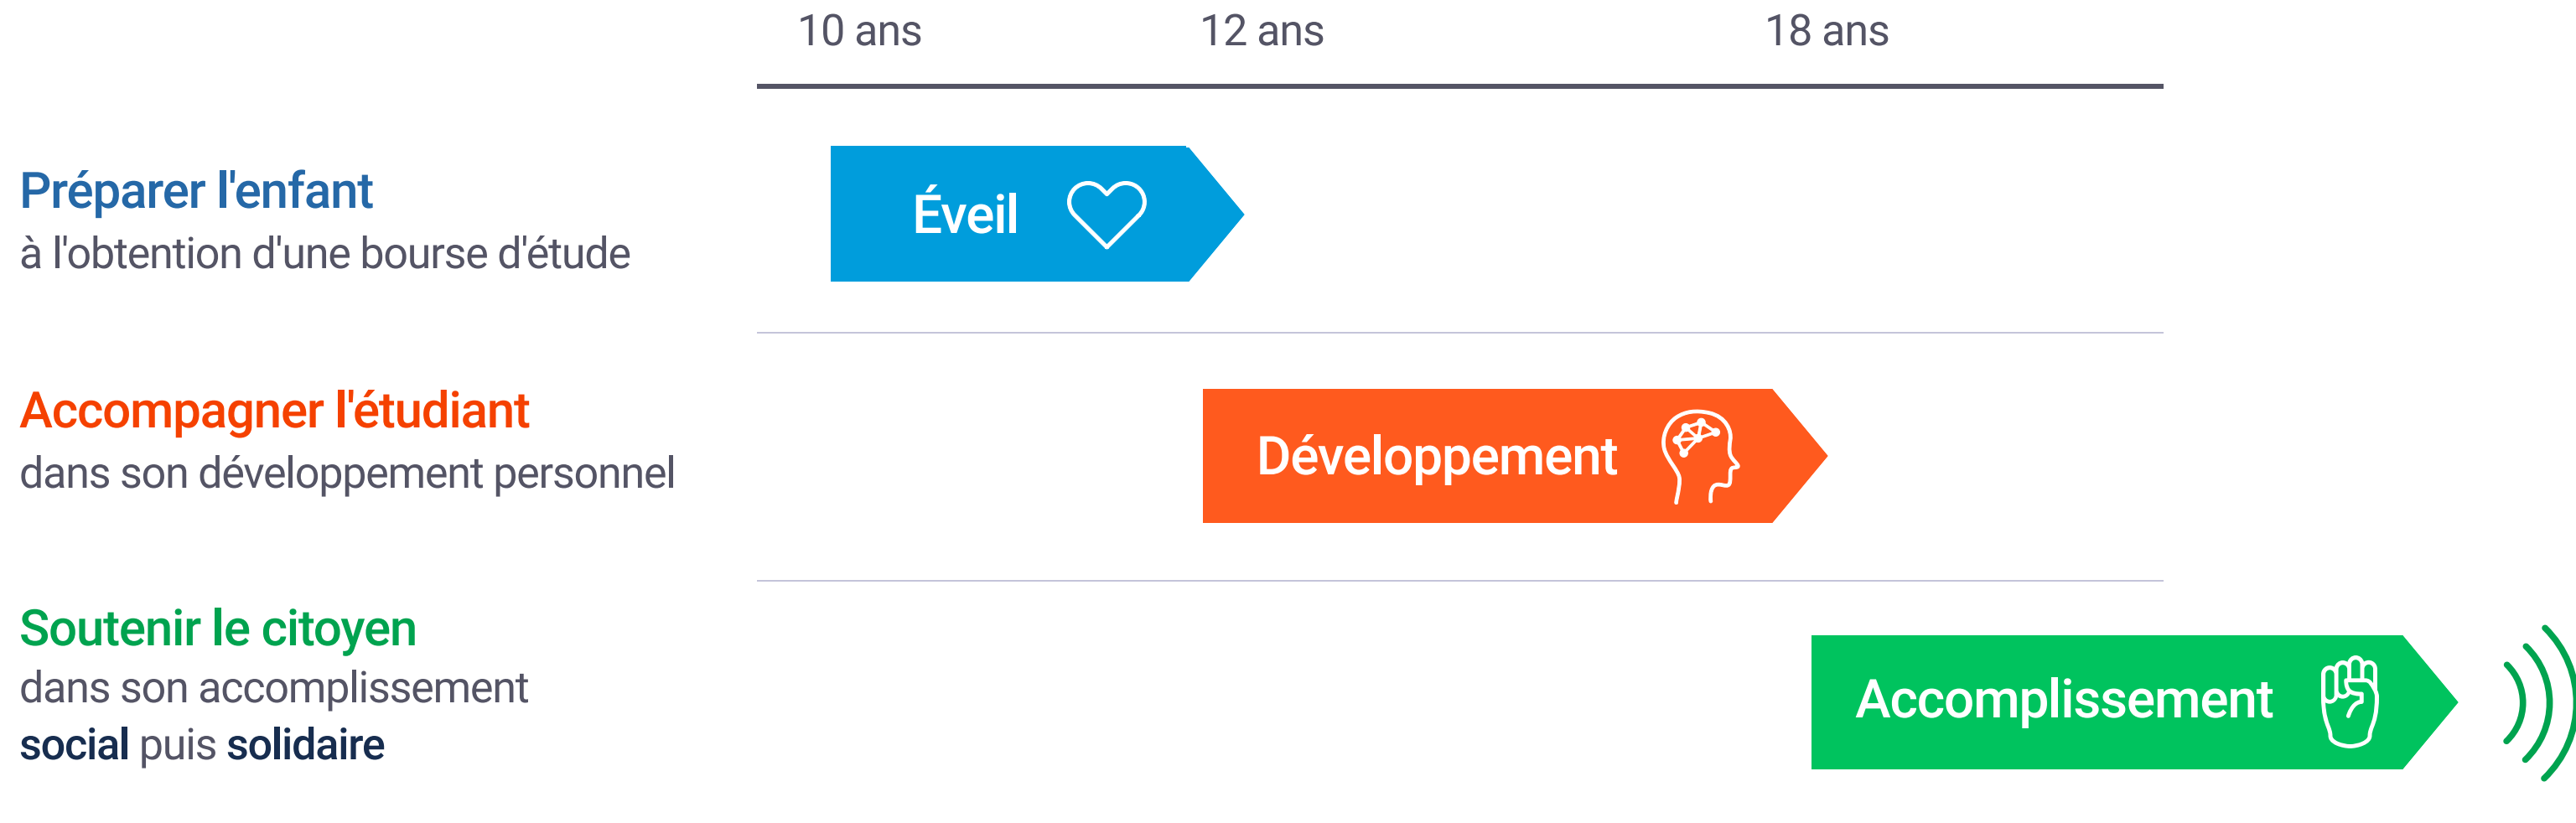 10 ans 12 ans 18 ans
Préparer l'enfant
à l'obtention d'une bourse d'étude
Éveil
Accompagner l'étudiant
dans son développement personnel
Développement
Soutenir le citoyen
dans son accomplissement
social puis solidaire
Accomplissement